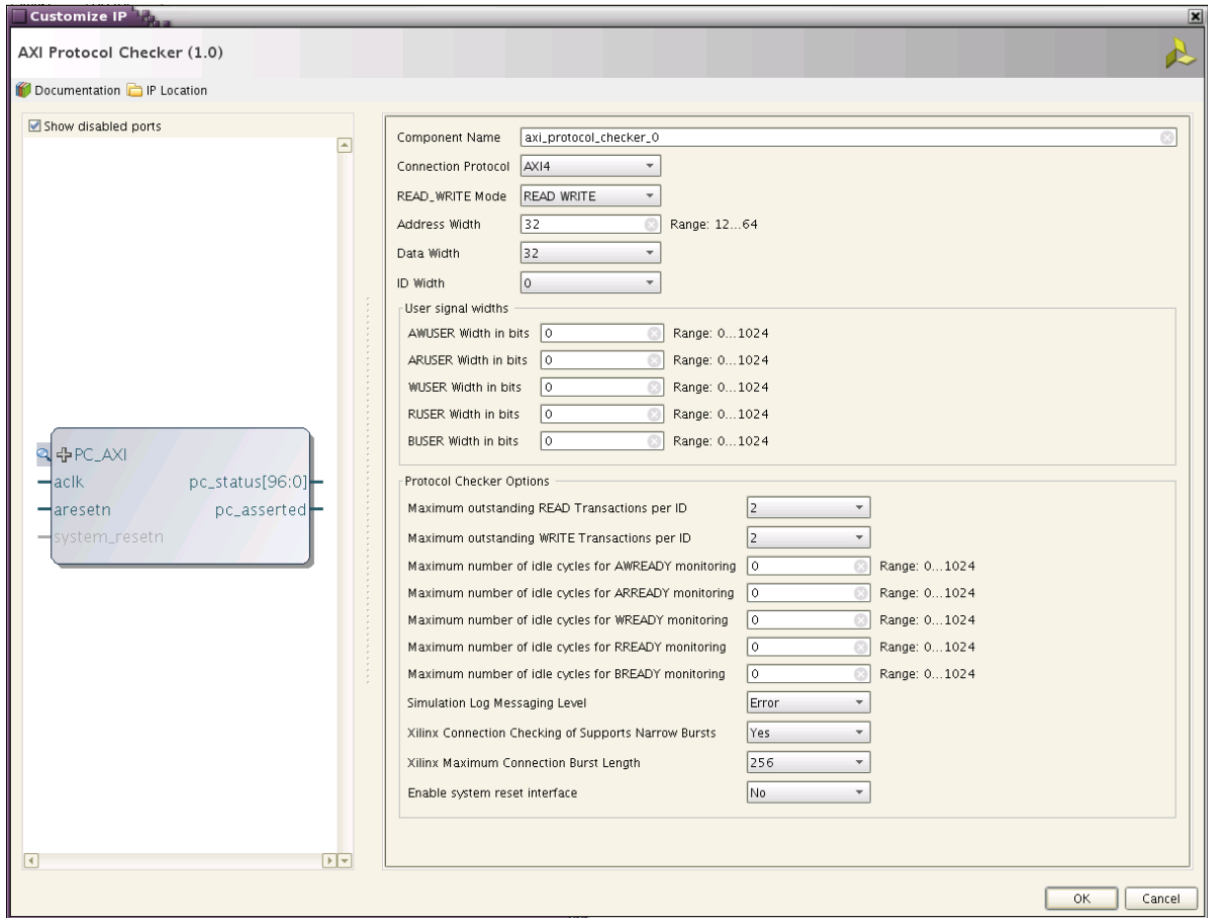 Customize IP
AXI Protocol Checker (1.0)
Documentation IP Location
Show disabled ports
PC_AXI
aclk pc_status[96:0]
aresetn pc_asserted
system_resetn
Component Name axi_protocol_checker_0
Connection Protocol AXI4
READ_WRITE Mode READ WRITE
Address Width 32 Range: 12...64
Data Width 32
ID Width 0
User signal widths
AWUSER Width in bits 0 Range: 0...1024
ARUSER Width in bits 0 Range: 0...1024
WUSER Width in bits 0 Range: 0...1024
RUSER Width in bits 0 Range: 0...1024
BUSER Width in bits 0 Range: 0...1024
Protocol Checker Options
Maximum outstanding READ Transactions per ID 2
Maximum outstanding WRITE Transactions per ID 2
Maximum number of idle cycles for AWREADY monitoring 0 Range: 0...1024
Maximum number of idle cycles for ARREADY monitoring 0 Range: 0...1024
Maximum number of idle cycles for WREADY monitoring 0 Range: 0...1024
Maximum number of idle cycles for RREADY monitoring 0 Range: 0...1024
Maximum number of idle cycles for BREADY monitoring 0 Range: 0...1024
Simulation Log Messaging Level Error
Xilinx Connection Checking of Supports Narrow Bursts Yes
Xilinx Maximum Connection Burst Length 256
Enable system reset interface No
OK Cancel